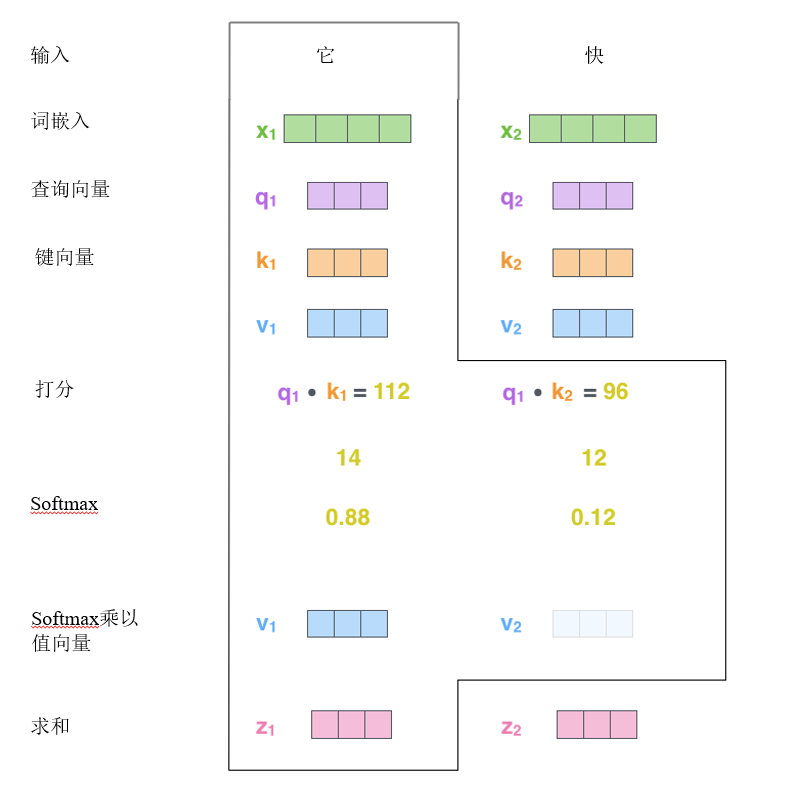 输入 它 快
词嵌入 x₁ x₂
查询向量 q₁ q₂
键向量 k₁ k₂
v₁ v₂
打分 q₁ • k₁ = 112 q₁ • k₂ = 96
14 12
Softmax 0.88 0.12
Softmax乘以 v₁ v₂
值向量
求和 z₁ z₂